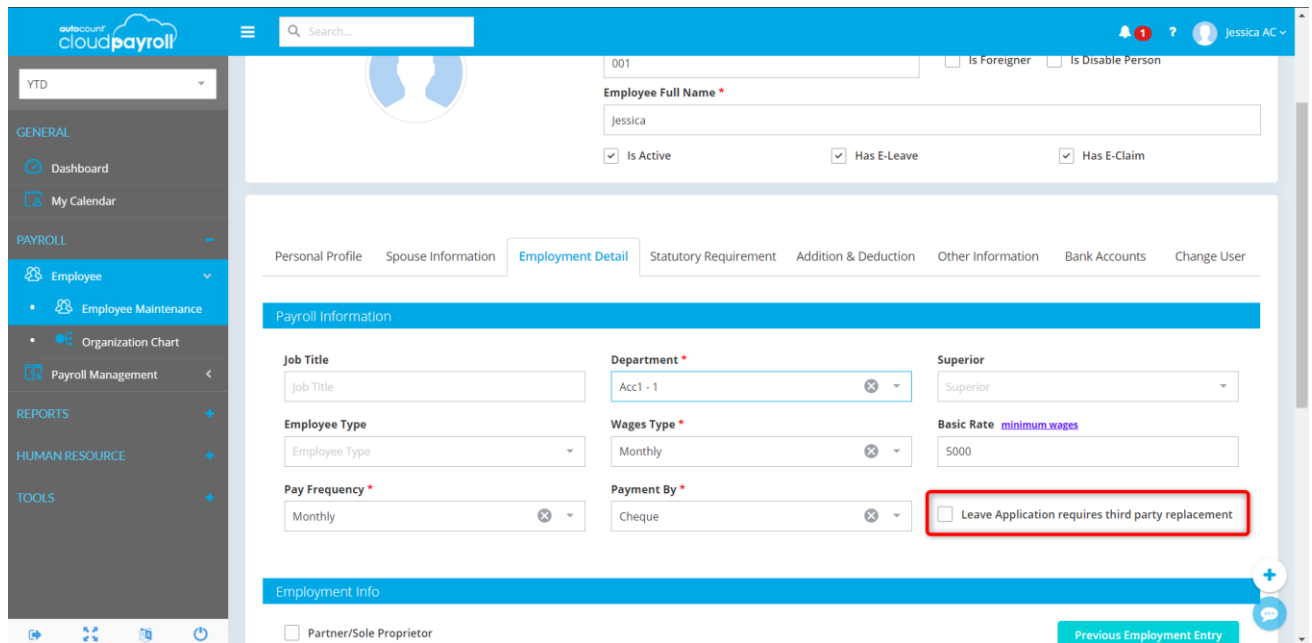 autocount
cloudpayroll
Search...
1
?
Jessica AC
YTD
GENERAL
Dashboard
My Calendar
PAYROLL
Employee
Employee Maintenance
Organization Chart
Payroll Management
REPORTS
HUMAN RESOURCE
TOOLS
001
Is Foreigner
Is Disable Person
Employee Full Name *
Jessica
Is Active
Has E-Leave
Has E-Claim
Personal Profile
Spouse Information
Employment Detail
Statutory Requirement
Addition & Deduction
Other Information
Bank Accounts
Change User
Payroll Information
Job Title
Department *
Superior
Job Title
Acc1 - 1
Superior
Employee Type
Wages Type *
Basic Rate minimum wages
Employee Type
Monthly
5000
Pay Frequency *
Payment By *
Monthly
Cheque
Leave Application requires third party replacement
Employment Info
Partner/Sole Proprietor
Previous Employment Entry